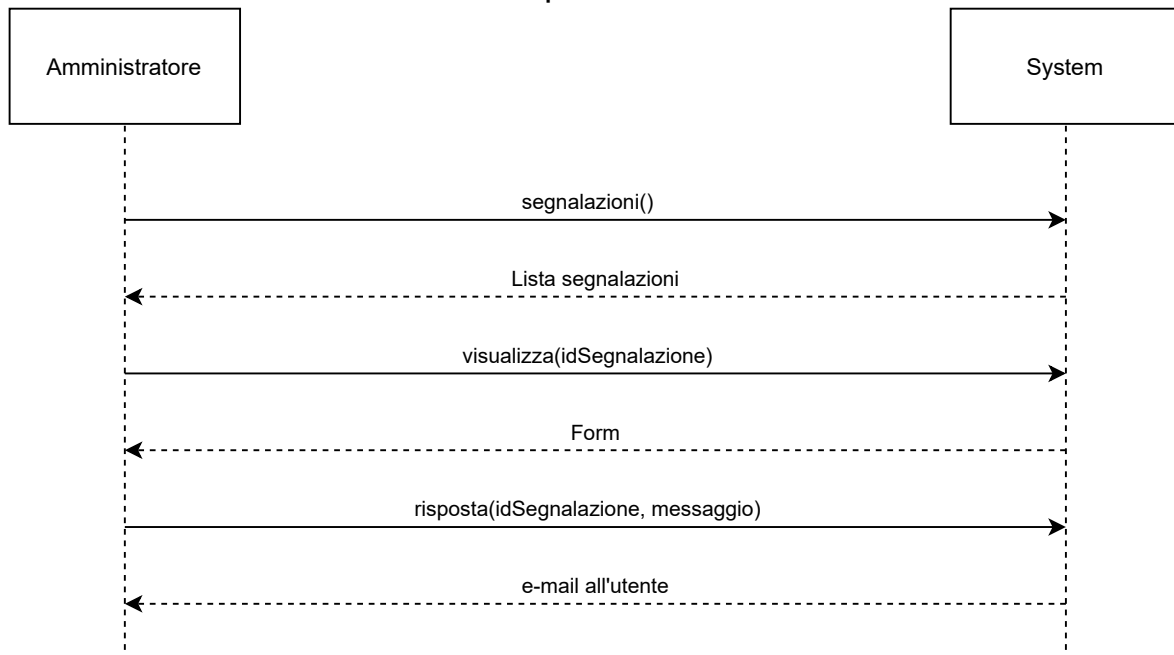 Amministratore
System
segnalazioni()
Lista segnalazioni
visualizza(idSegnalazione)
Form
risposta(idSegnalazione, messaggio)
e-mail all'utente